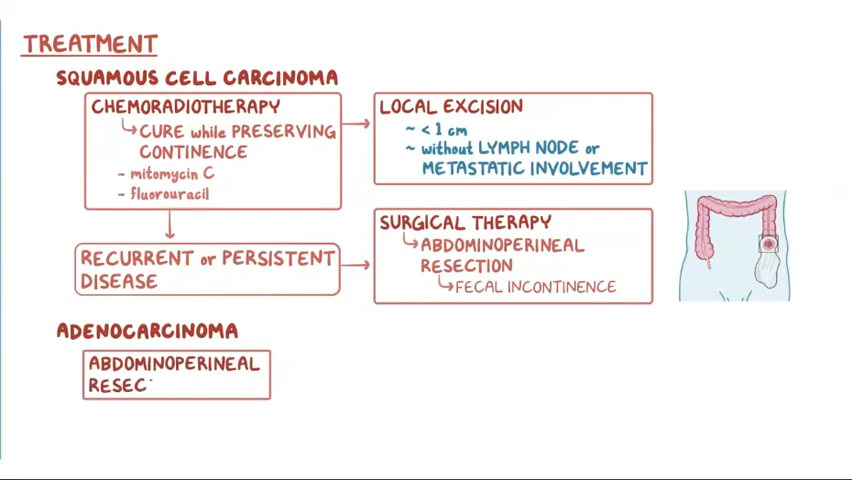 TREATMENT
SQUAMOUS CELL CARCINOMA
CHEMORADIOTHERAPY
CURE while PRESERVING
CONTINENCE
- mitomycin C
- fluorouracil
LOCAL EXCISION
~ < 1 cm
~ without LYMPH NODE or
METASTATIC INVOLVEMENT
RECURRENT or PERSISTENT
DISEASE
SURGICAL THERAPY
ABDOMINOPERINEAL
RESECTION
FECAL INCONTINENCE
ADENOCARCINOMA
ABDOMINOPERINEAL
RESEC